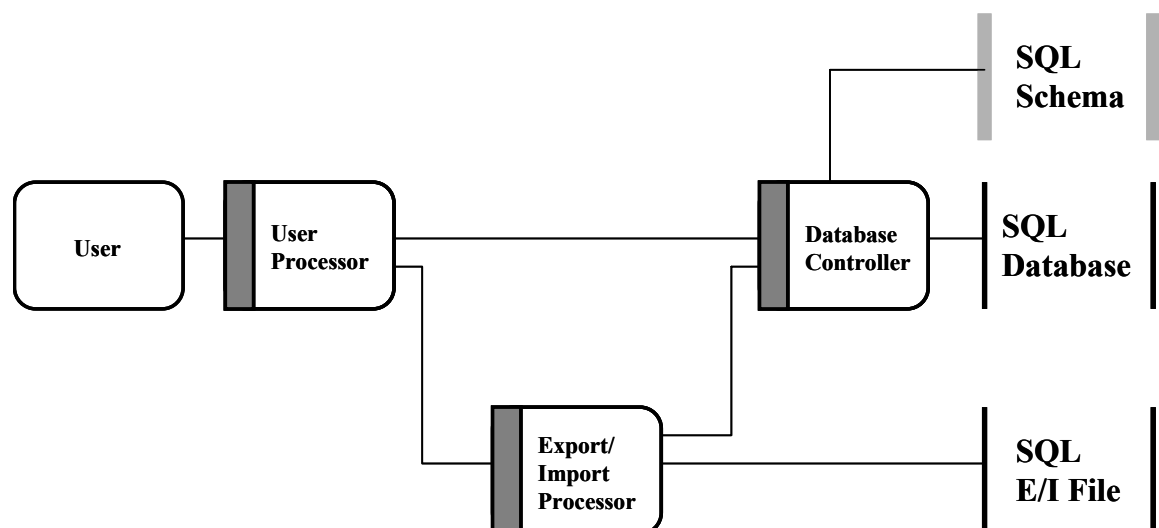 SQL
Schema
User
User
Processor
Database
Controller
SQL
Database
Export/
Import
Processor
SQL
E/I File